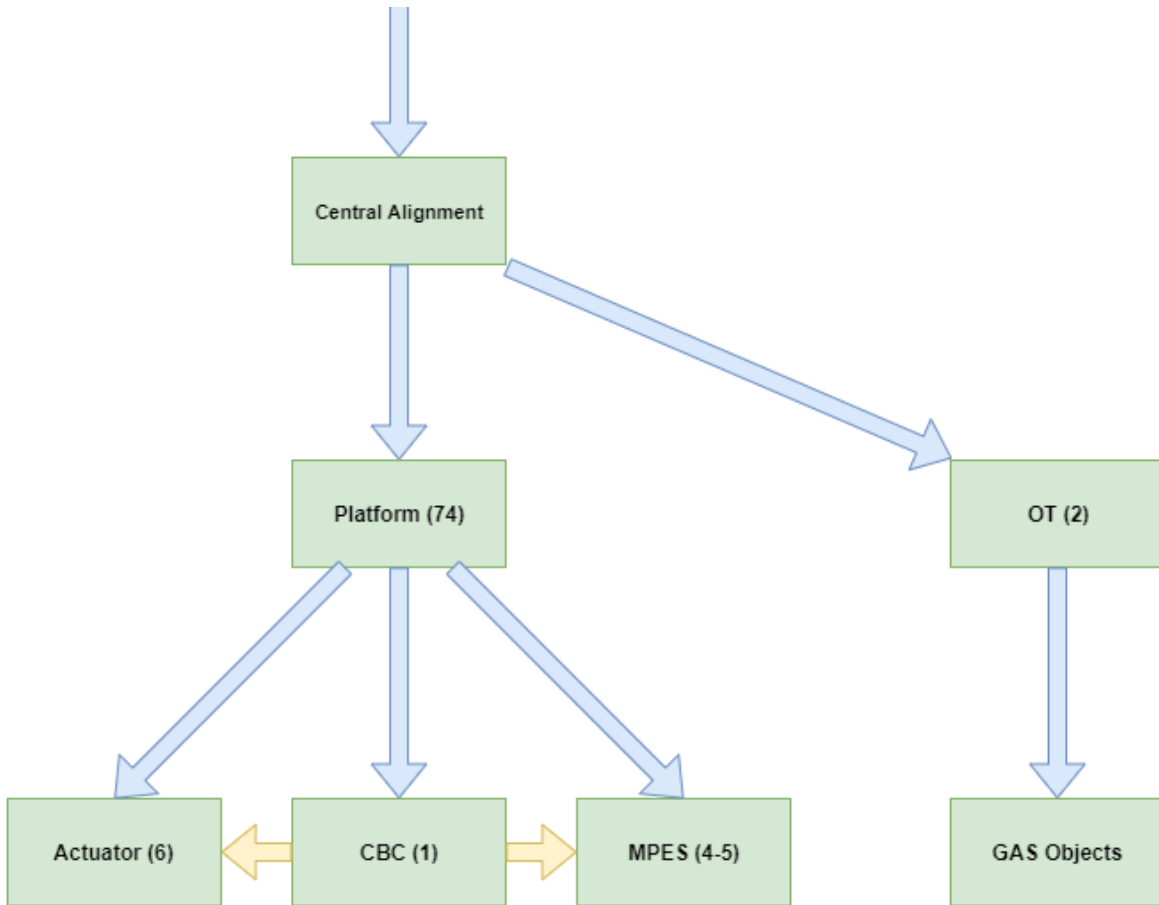 Central Alignment
Platform (74)
OT (2)
Actuator (6)
CBC (1)
MPES (4-5)
GAS Objects